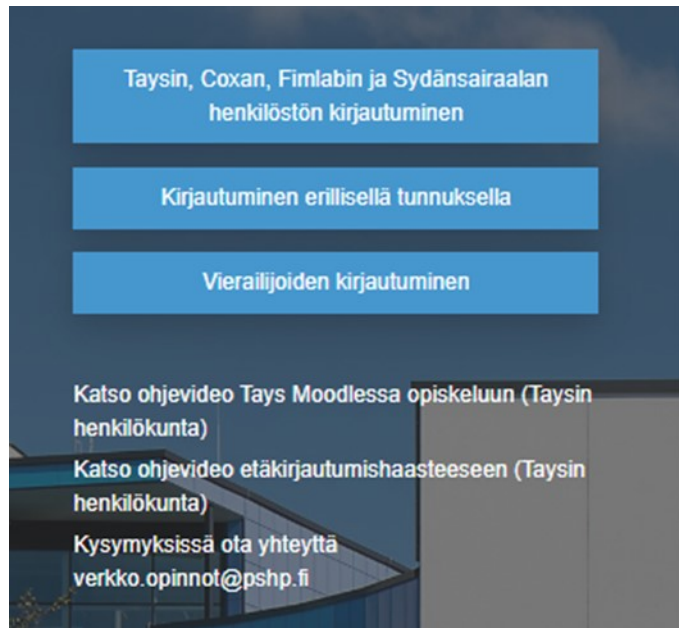 Taysin, Coxan, Fimlabin ja Sydänsairaalan
henkilöstön kirjautuminen
Kirjautuminen erillisellä tunnuksella
Vierailijoiden kirjautuminen
Katso ohjevideo Tays Moodlessa opiskeluun (Taysin
henkilökunta)
Katso ohjevideo etäkirjautumishaasteeseen (Taysin
henkilökunta)
Kysymyksissä ota yhteyttä
verkko.opinnot@pshp.fi